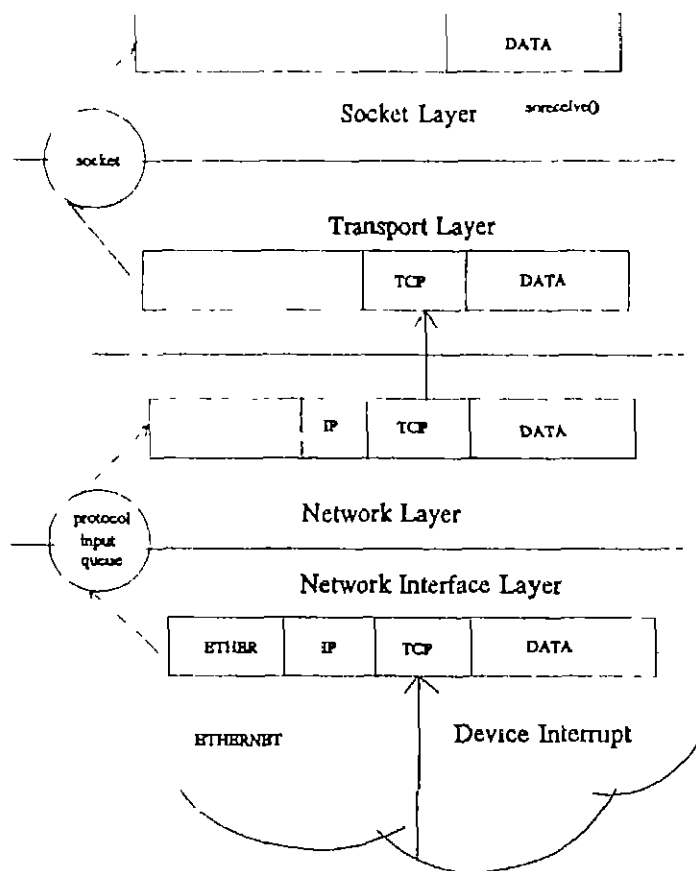 DATA
Socket Layer soreceive()
socket
Transport Layer
TCP DATA
IP TCP DATA
protocol
input
queue
Network Layer
Network Interface Layer
ETHER IP TCP DATA
ETHERNET
Device Interrupt